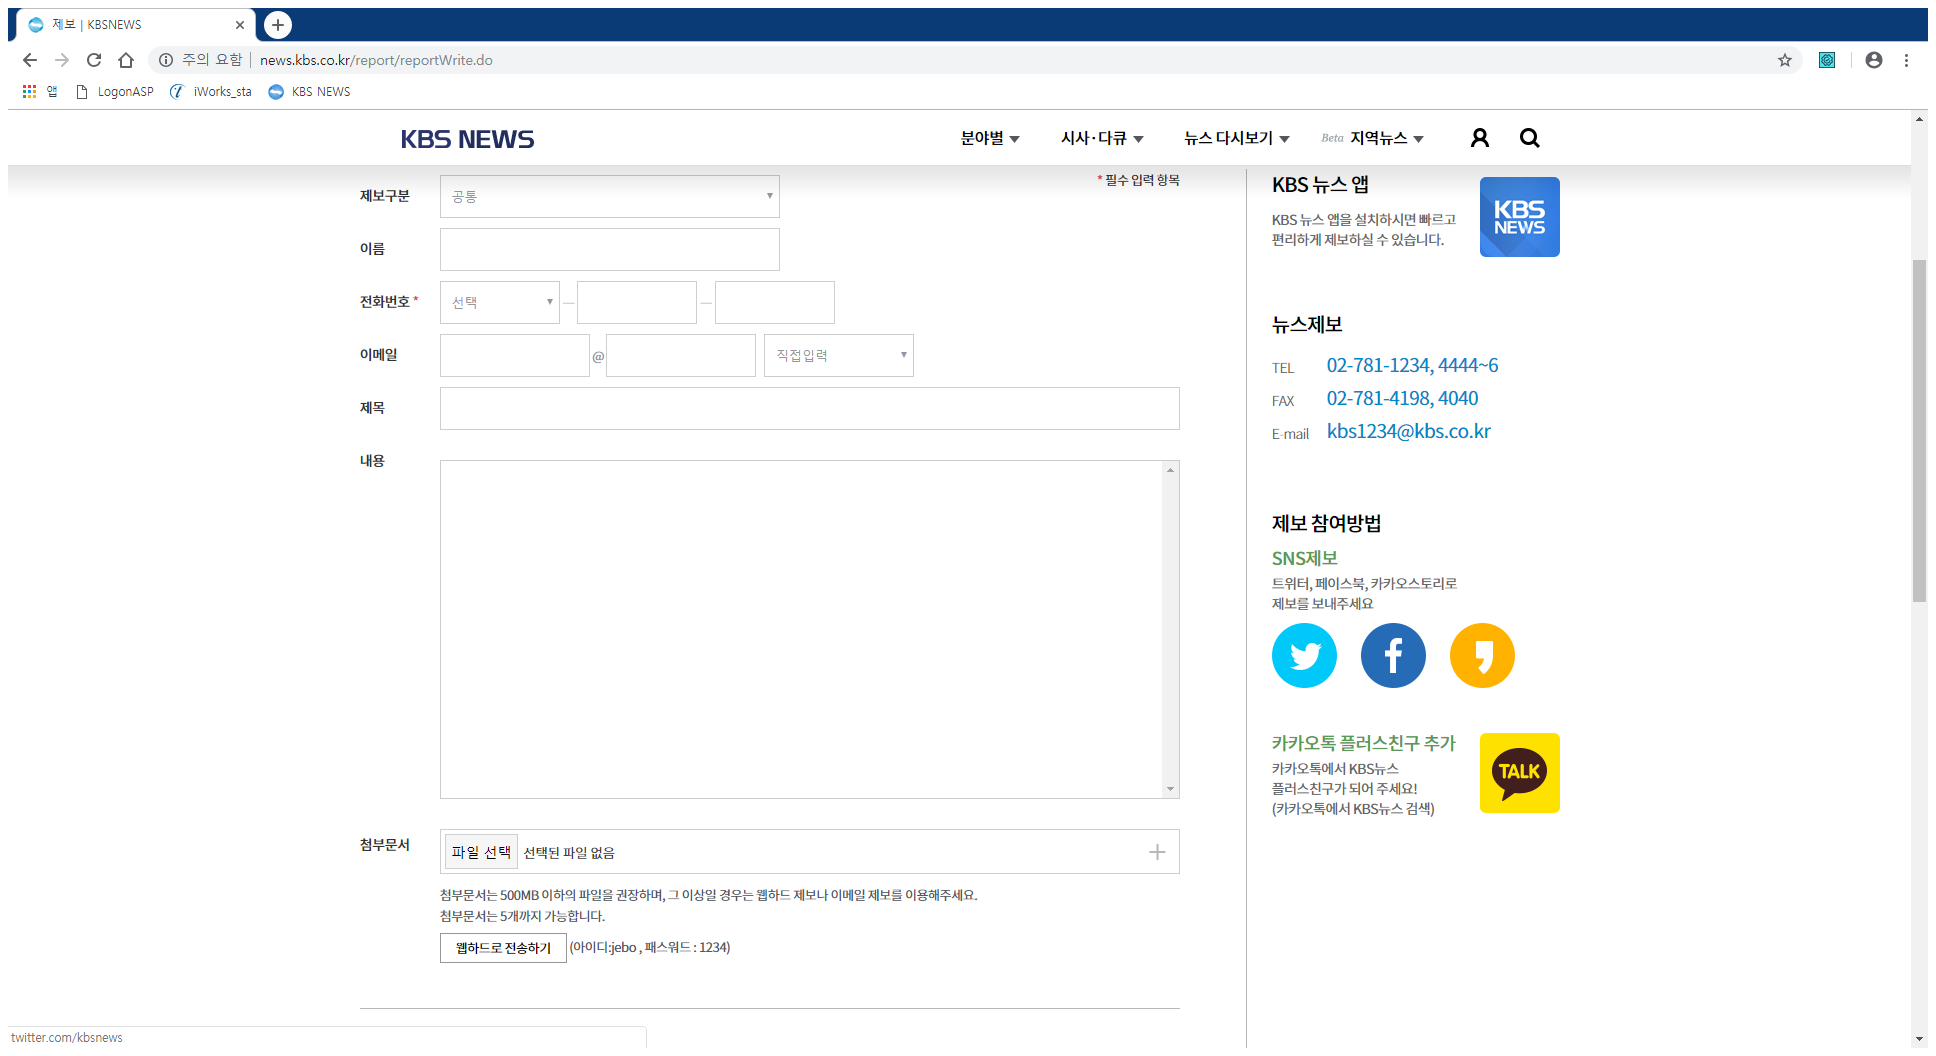 제보 | KBSNEWS
주의 요함 | news.kbs.co.kr/report/reportWrite.do
앱 LogonASP iWorks_sta KBS NEWS
KBS NEWS 분야별 시사·다큐 뉴스 다시보기 Beta 지역뉴스
* 필수 입력 항목
제보구분 공통
이름
전화번호 * 선택
이메일 @ 직접입력
제목
내용
첨부문서 파일 선택 선택된 파일 없음
첨부문서는 500MB 이하의 파일을 권장하며, 그 이상일 경우는 웹하드 제보나 이메일 제보를 이용해주세요.
첨부문서는 5개까지 가능합니다.
웹하드로 전송하기 (아이디:jebo , 패스워드 : 1234)
KBS 뉴스 앱
KBS 뉴스 앱을 설치하시면 빠르고
편리하게 제보하실 수 있습니다.
KBS
NEWS
뉴스제보
TEL 02-781-1234, 4444~6
FAX 02-781-4198, 4040
E-mail kbs1234@kbs.co.kr
제보 참여방법
SNS제보
트위터, 페이스북, 카카오스토리로
제보를 보내주세요
카카오톡 플러스친구 추가
카카오톡에서 KBS뉴스
플러스친구가 되어 주세요!
(카카오톡에서 KBS뉴스 검색)
TALK
twitter.com/kbsnews